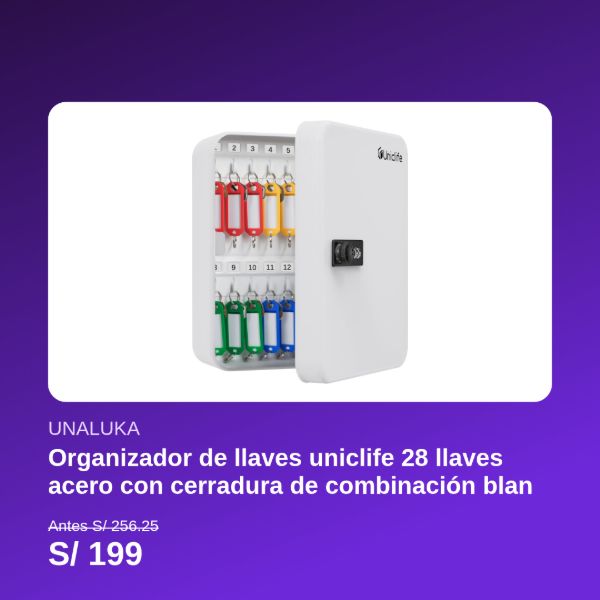 Uniclife
2 3 4 5
8 9 10 11 12
UNALUKA
Organizador de llaves uniclife 28 llaves
acero con cerradura de combinación blan
Antes S/ 256.25
S/ 199